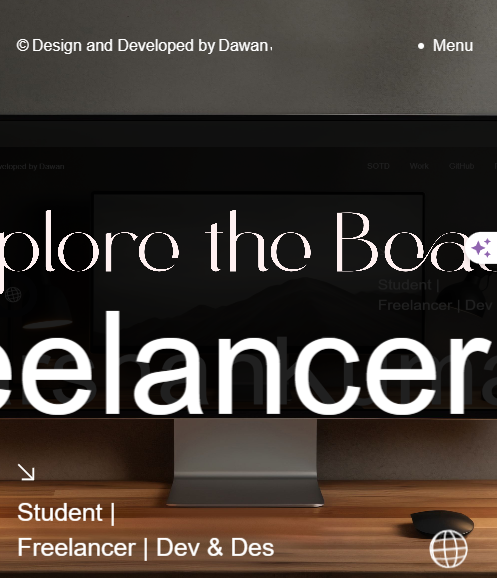 © Design and Developed by Dawan
Menu
eveloped by Dawan
SOTD Work GitHub
plore the Bea
Student |
Freelancer | Dev
eelancer
Student |
Freelancer | Dev & Des